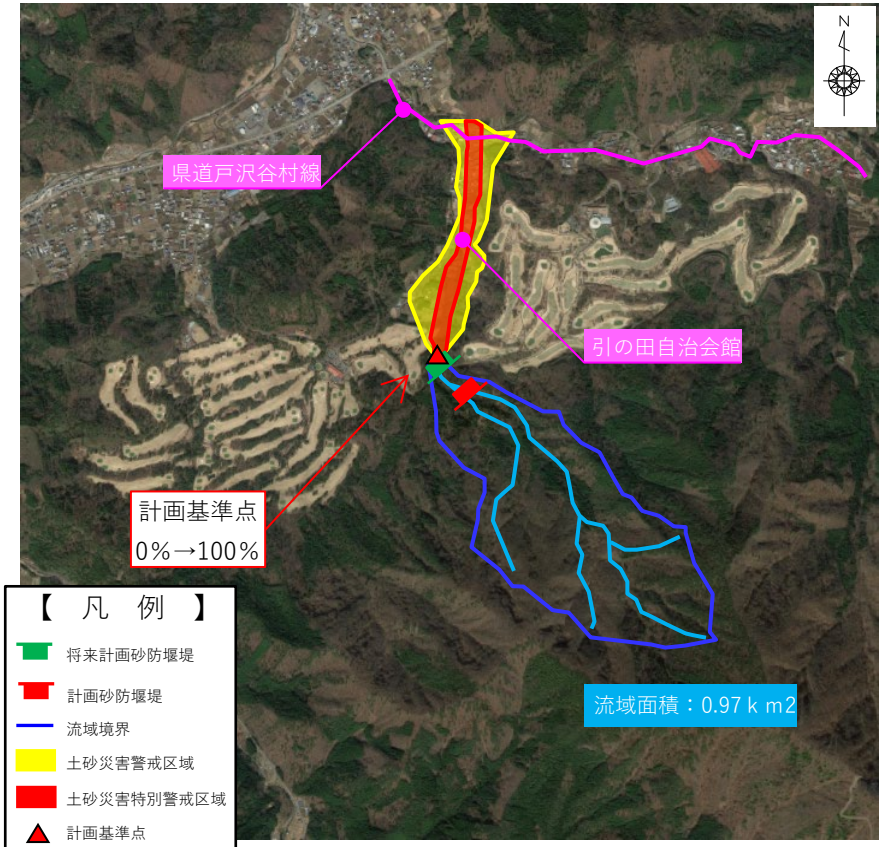 N
県道戸沢谷村線
引の田自治会館
計画基準点
0%→100%
流域面積：0.97ｋｍ2
【 凡 例 】
将来計画砂防堰堤
計画砂防堰堤
流域境界
土砂災害警戒区域
土砂災害特別警戒区域
計画基準点